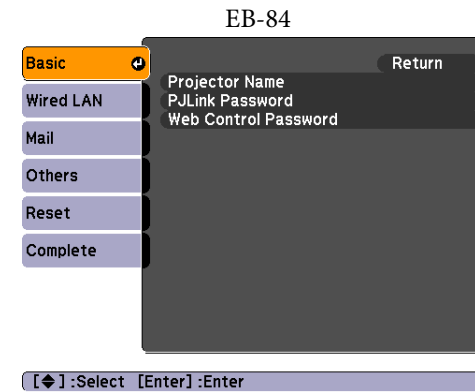 EB-84
Basic
Return
Projector Name
Wired LAN
PJLink Password
Web Control Password
Mail
Others
Reset
Complete
[◆] :Select [Enter] :Enter